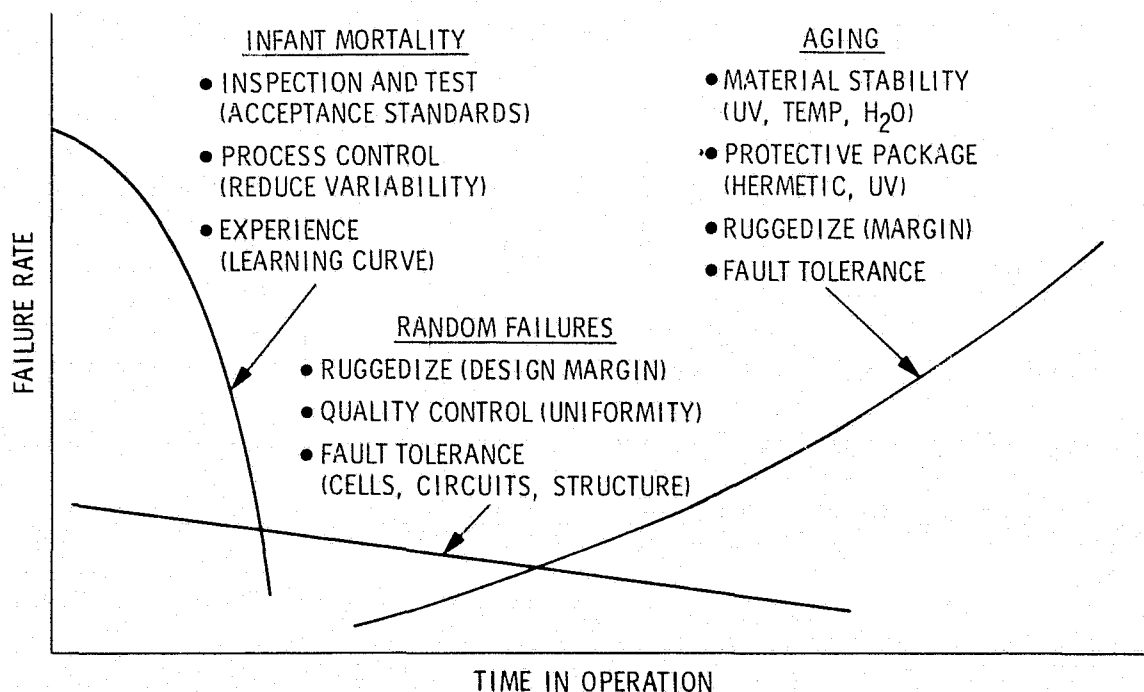 INFANT MORTALITY
● INSPECTION AND TEST
(ACCEPTANCE STANDARDS)
● PROCESS CONTROL
(REDUCE VARIABILITY)
● EXPERIENCE
(LEARNING CURVE)
AGING
● MATERIAL STABILITY
(UV, TEMP, H₂O)
● PROTECTIVE PACKAGE
(HERMETIC, UV)
● RUGGEDIZE (MARGIN)
● FAULT TOLERANCE
RANDOM FAILURES
● RUGGEDIZE (DESIGN MARGIN)
● QUALITY CONTROL (UNIFORMITY)
● FAULT TOLERANCE
(CELLS, CIRCUITS, STRUCTURE)
FAILURE RATE
TIME IN OPERATION